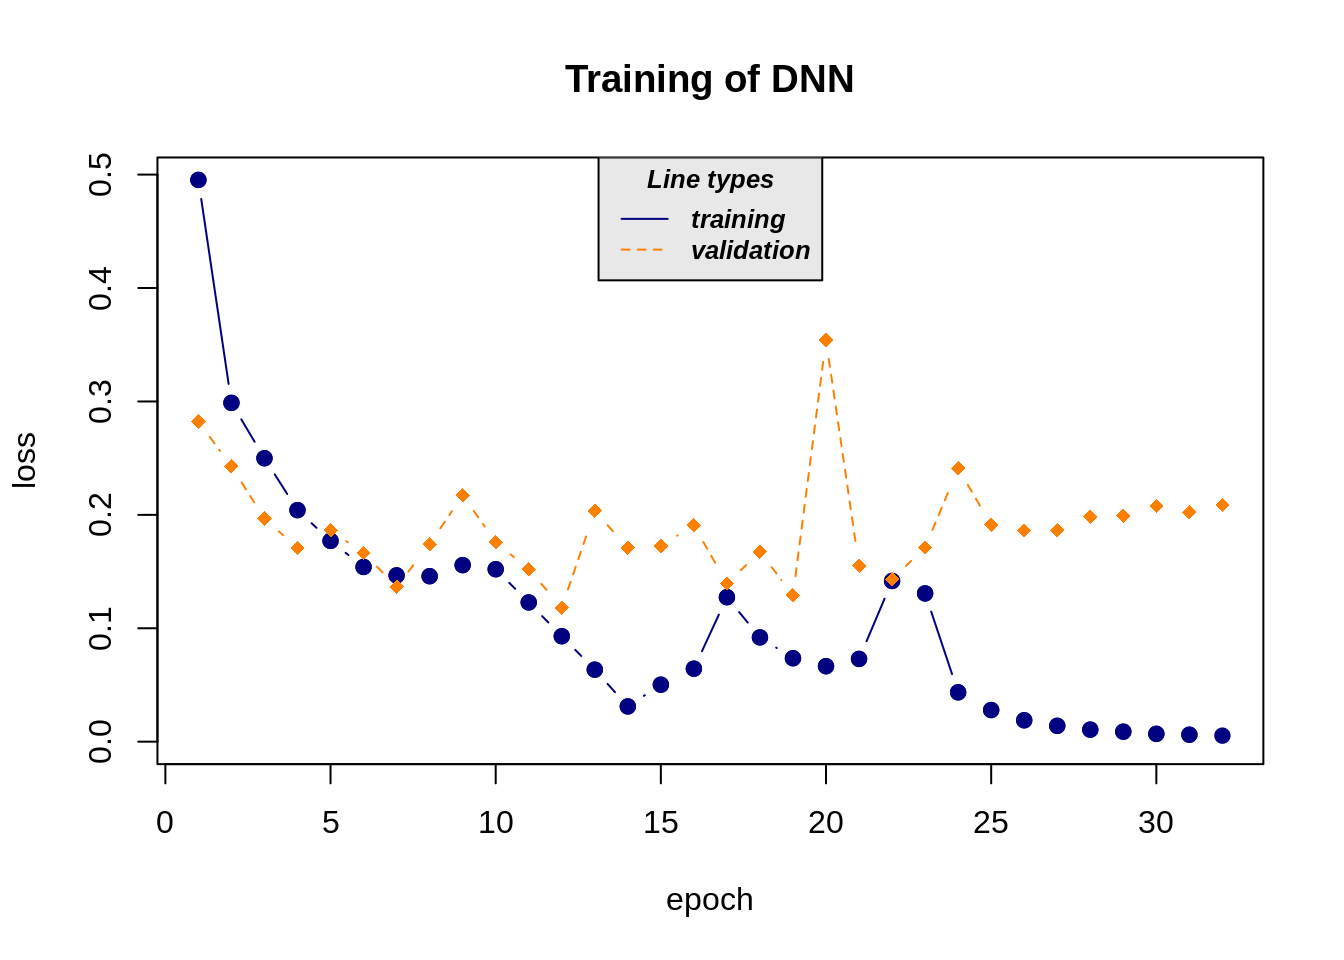 Training of DNN
Line types
training
validation
loss
0.5
0.4
0.3
0.2
0.1
0.0
0 5 10 15 20 25 30
epoch